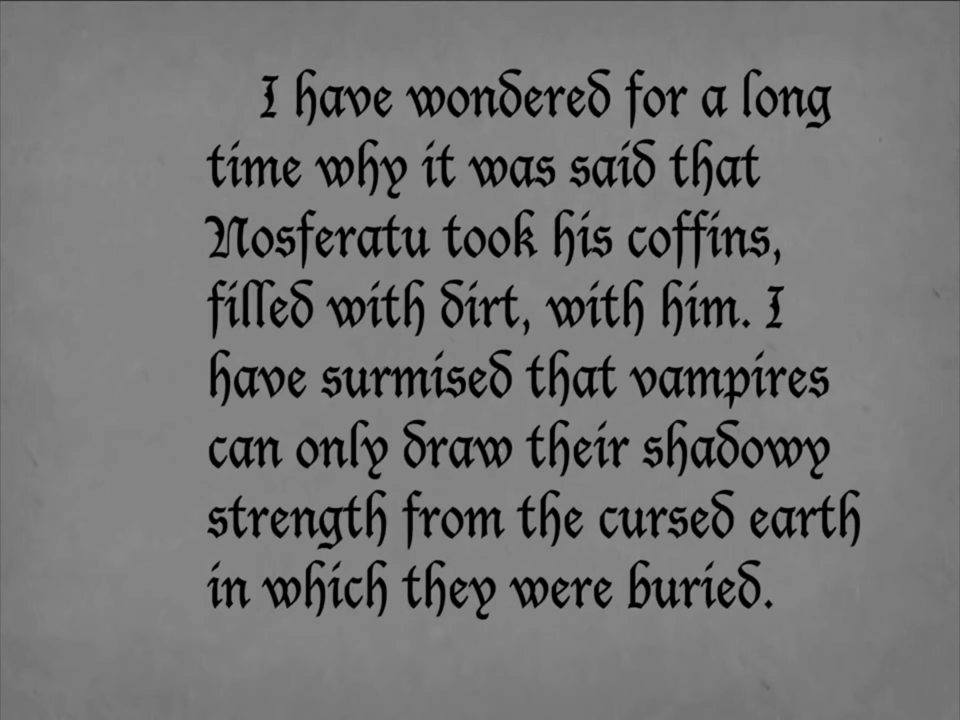 I have wondered for a long
time why it was said that
Nosferatu took his coffins,
filled with dirt, with him. I
have surmised that vampires
can only draw their shadowy
strength from the cursed earth
in which they were buried.